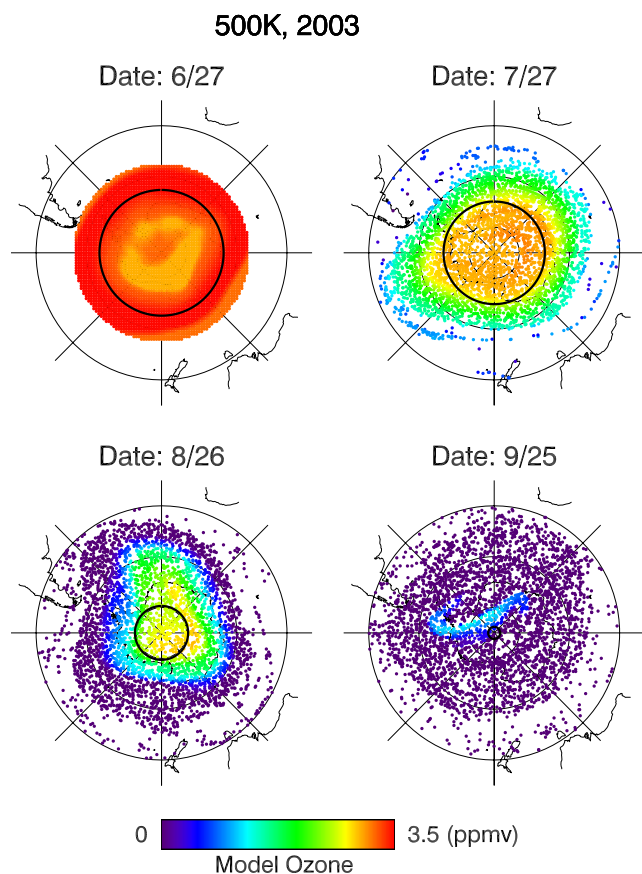 500K, 2003
Date: 6/27
Date: 7/27
Date: 8/26
Date: 9/25
0 3.5 (ppmv)
Model Ozone